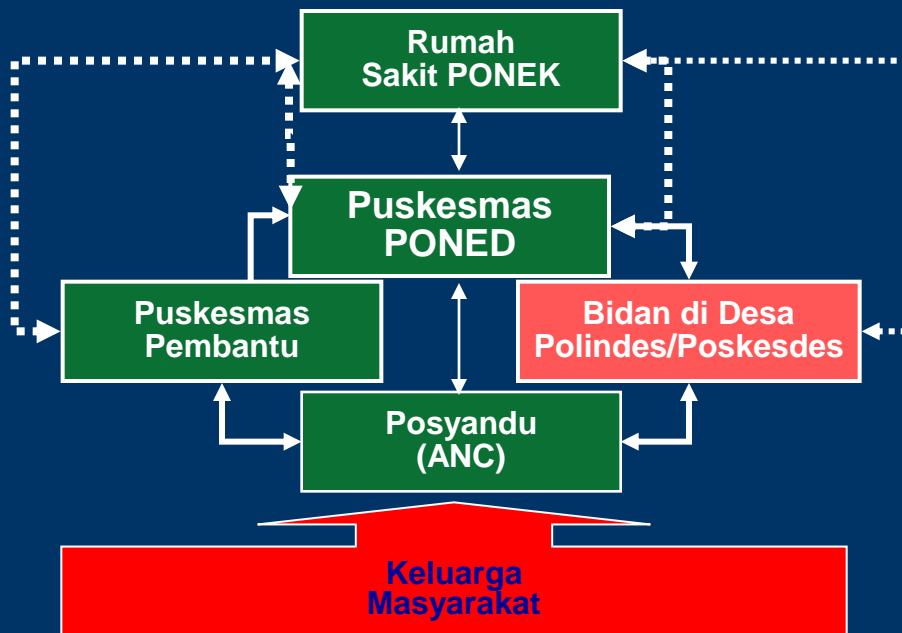 Rumah
Sakit PONEK
Puskesmas
PONED
Puskesmas
Pembantu
Bidan di Desa
Polindes/Poskesdes
Posyandu
(ANC)
Keluarga
Masyarakat